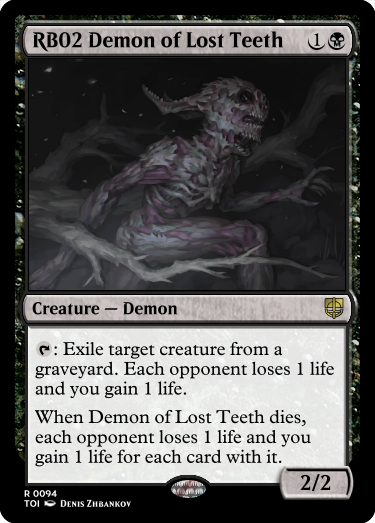 RB02 Demon of Lost Teeth 1
Creature — Demon
: Exile target creature from a
graveyard. Each opponent loses 1 life
and you gain 1 life.
When Demon of Lost Teeth dies,
each opponent loses 1 life and you
gain 1 life for each card with it.
2/2
R 0094
TOI DENIS ZHBANKOV